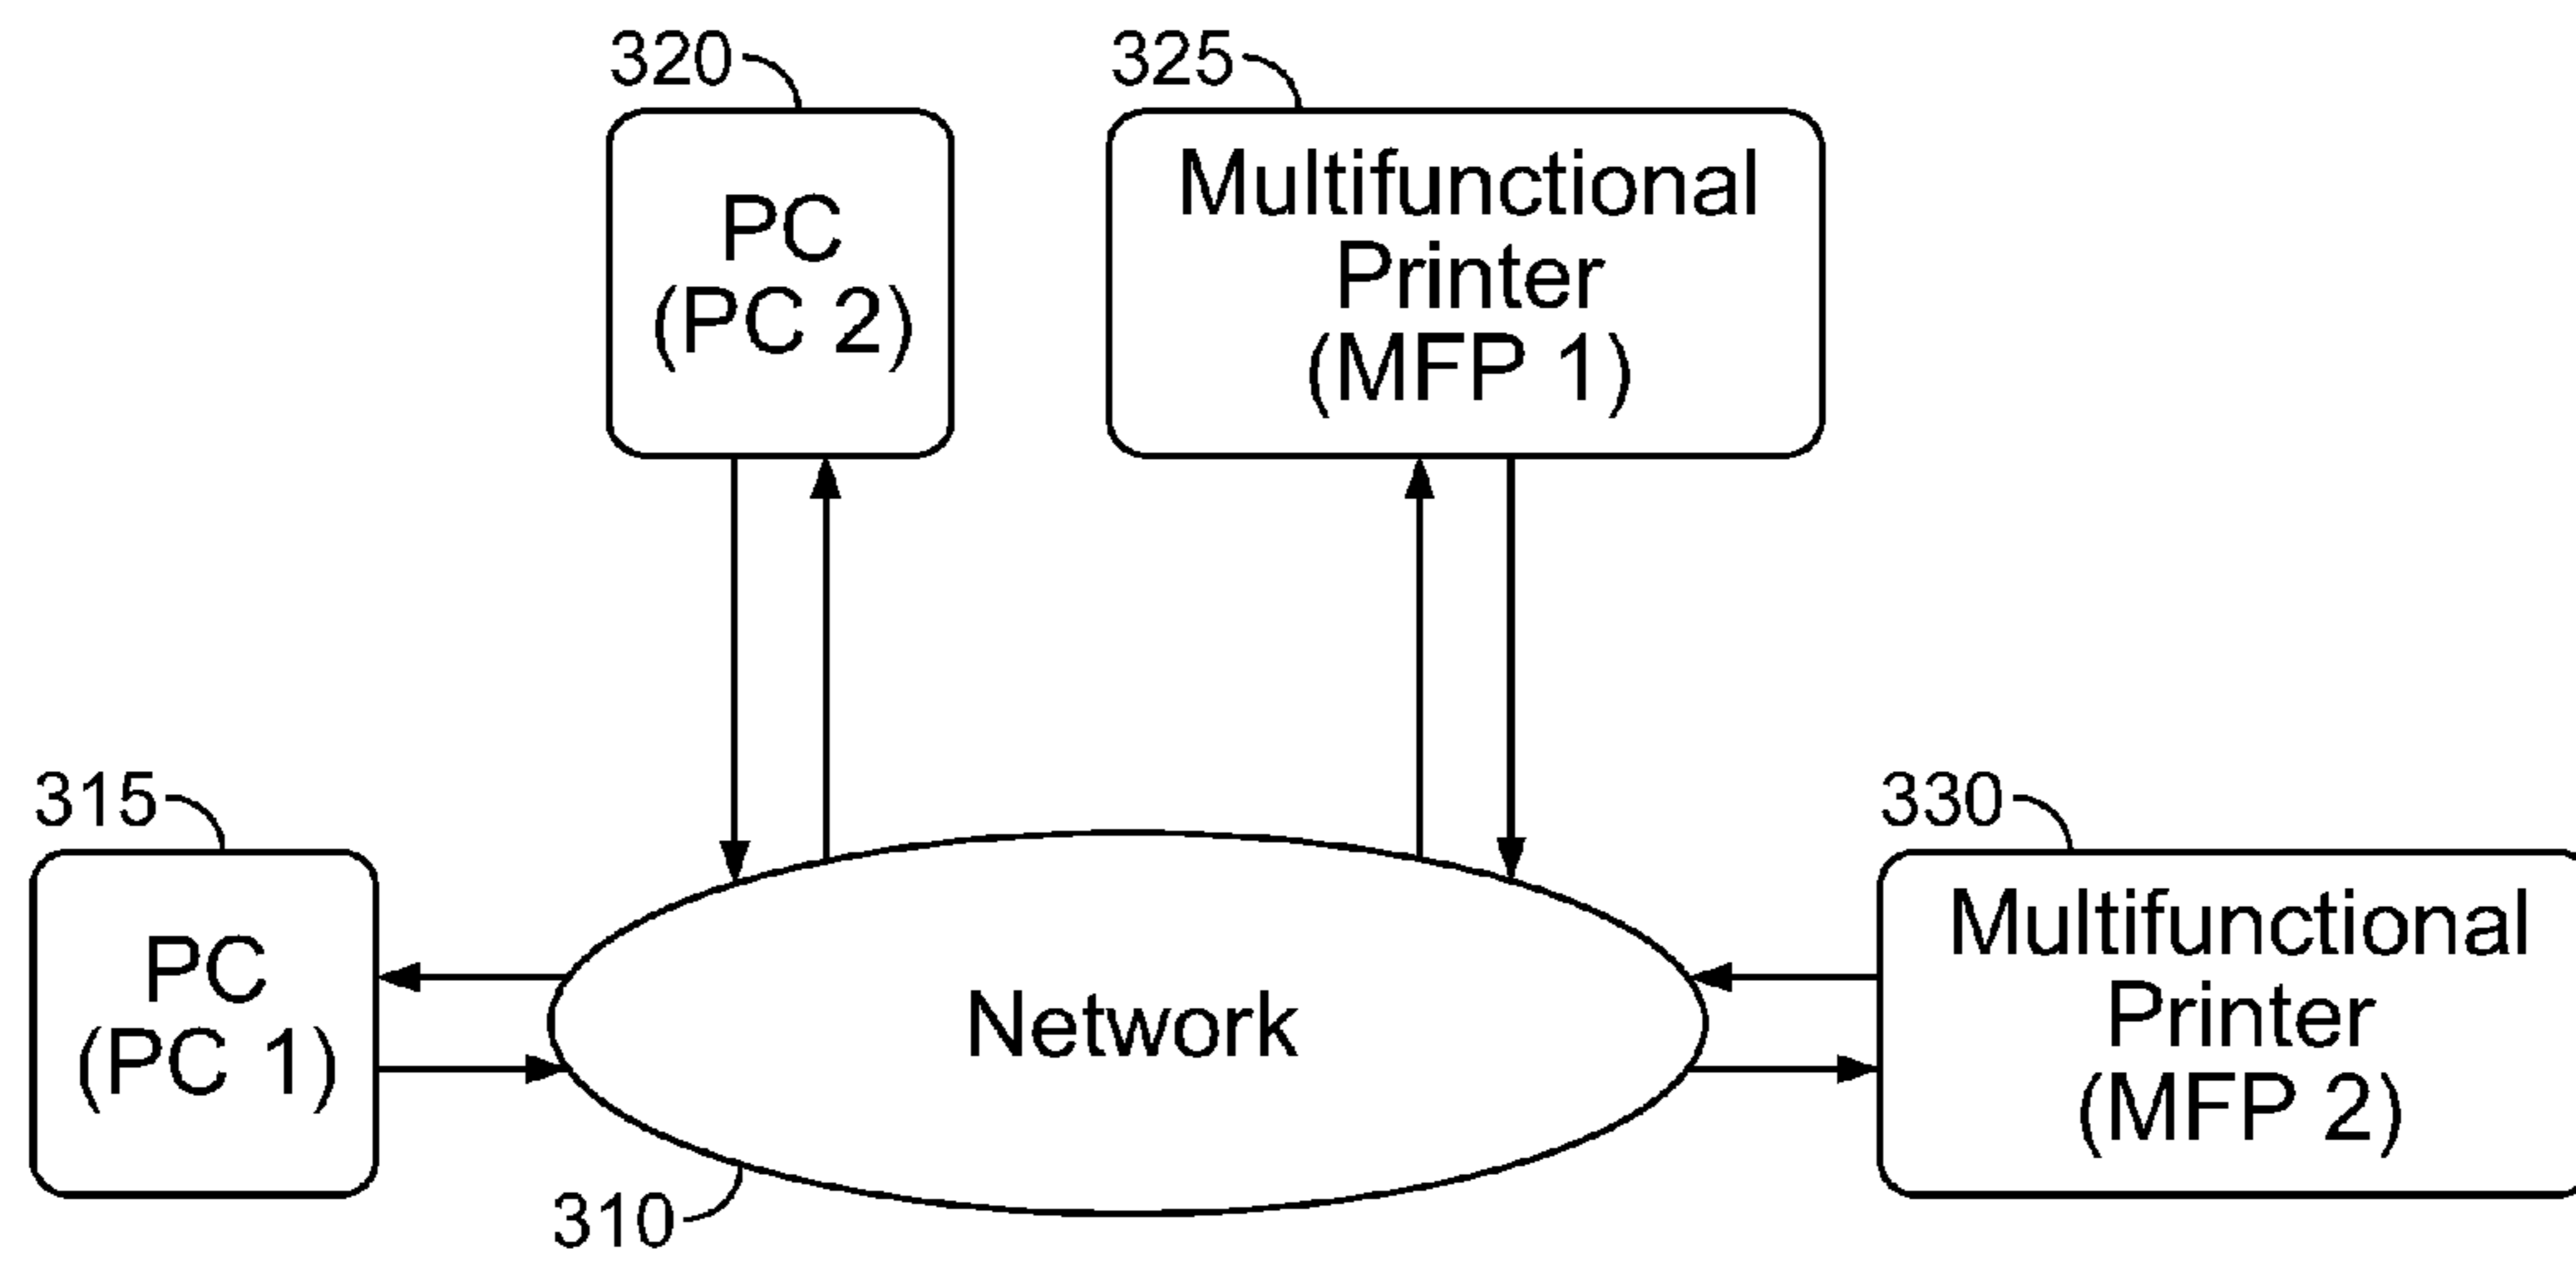 320
325
PC
(PC 2)
Multifunctional
Printer
(MFP 1)
315
330
PC
(PC 1)
Network
Multifunctional
Printer
(MFP 2)
310